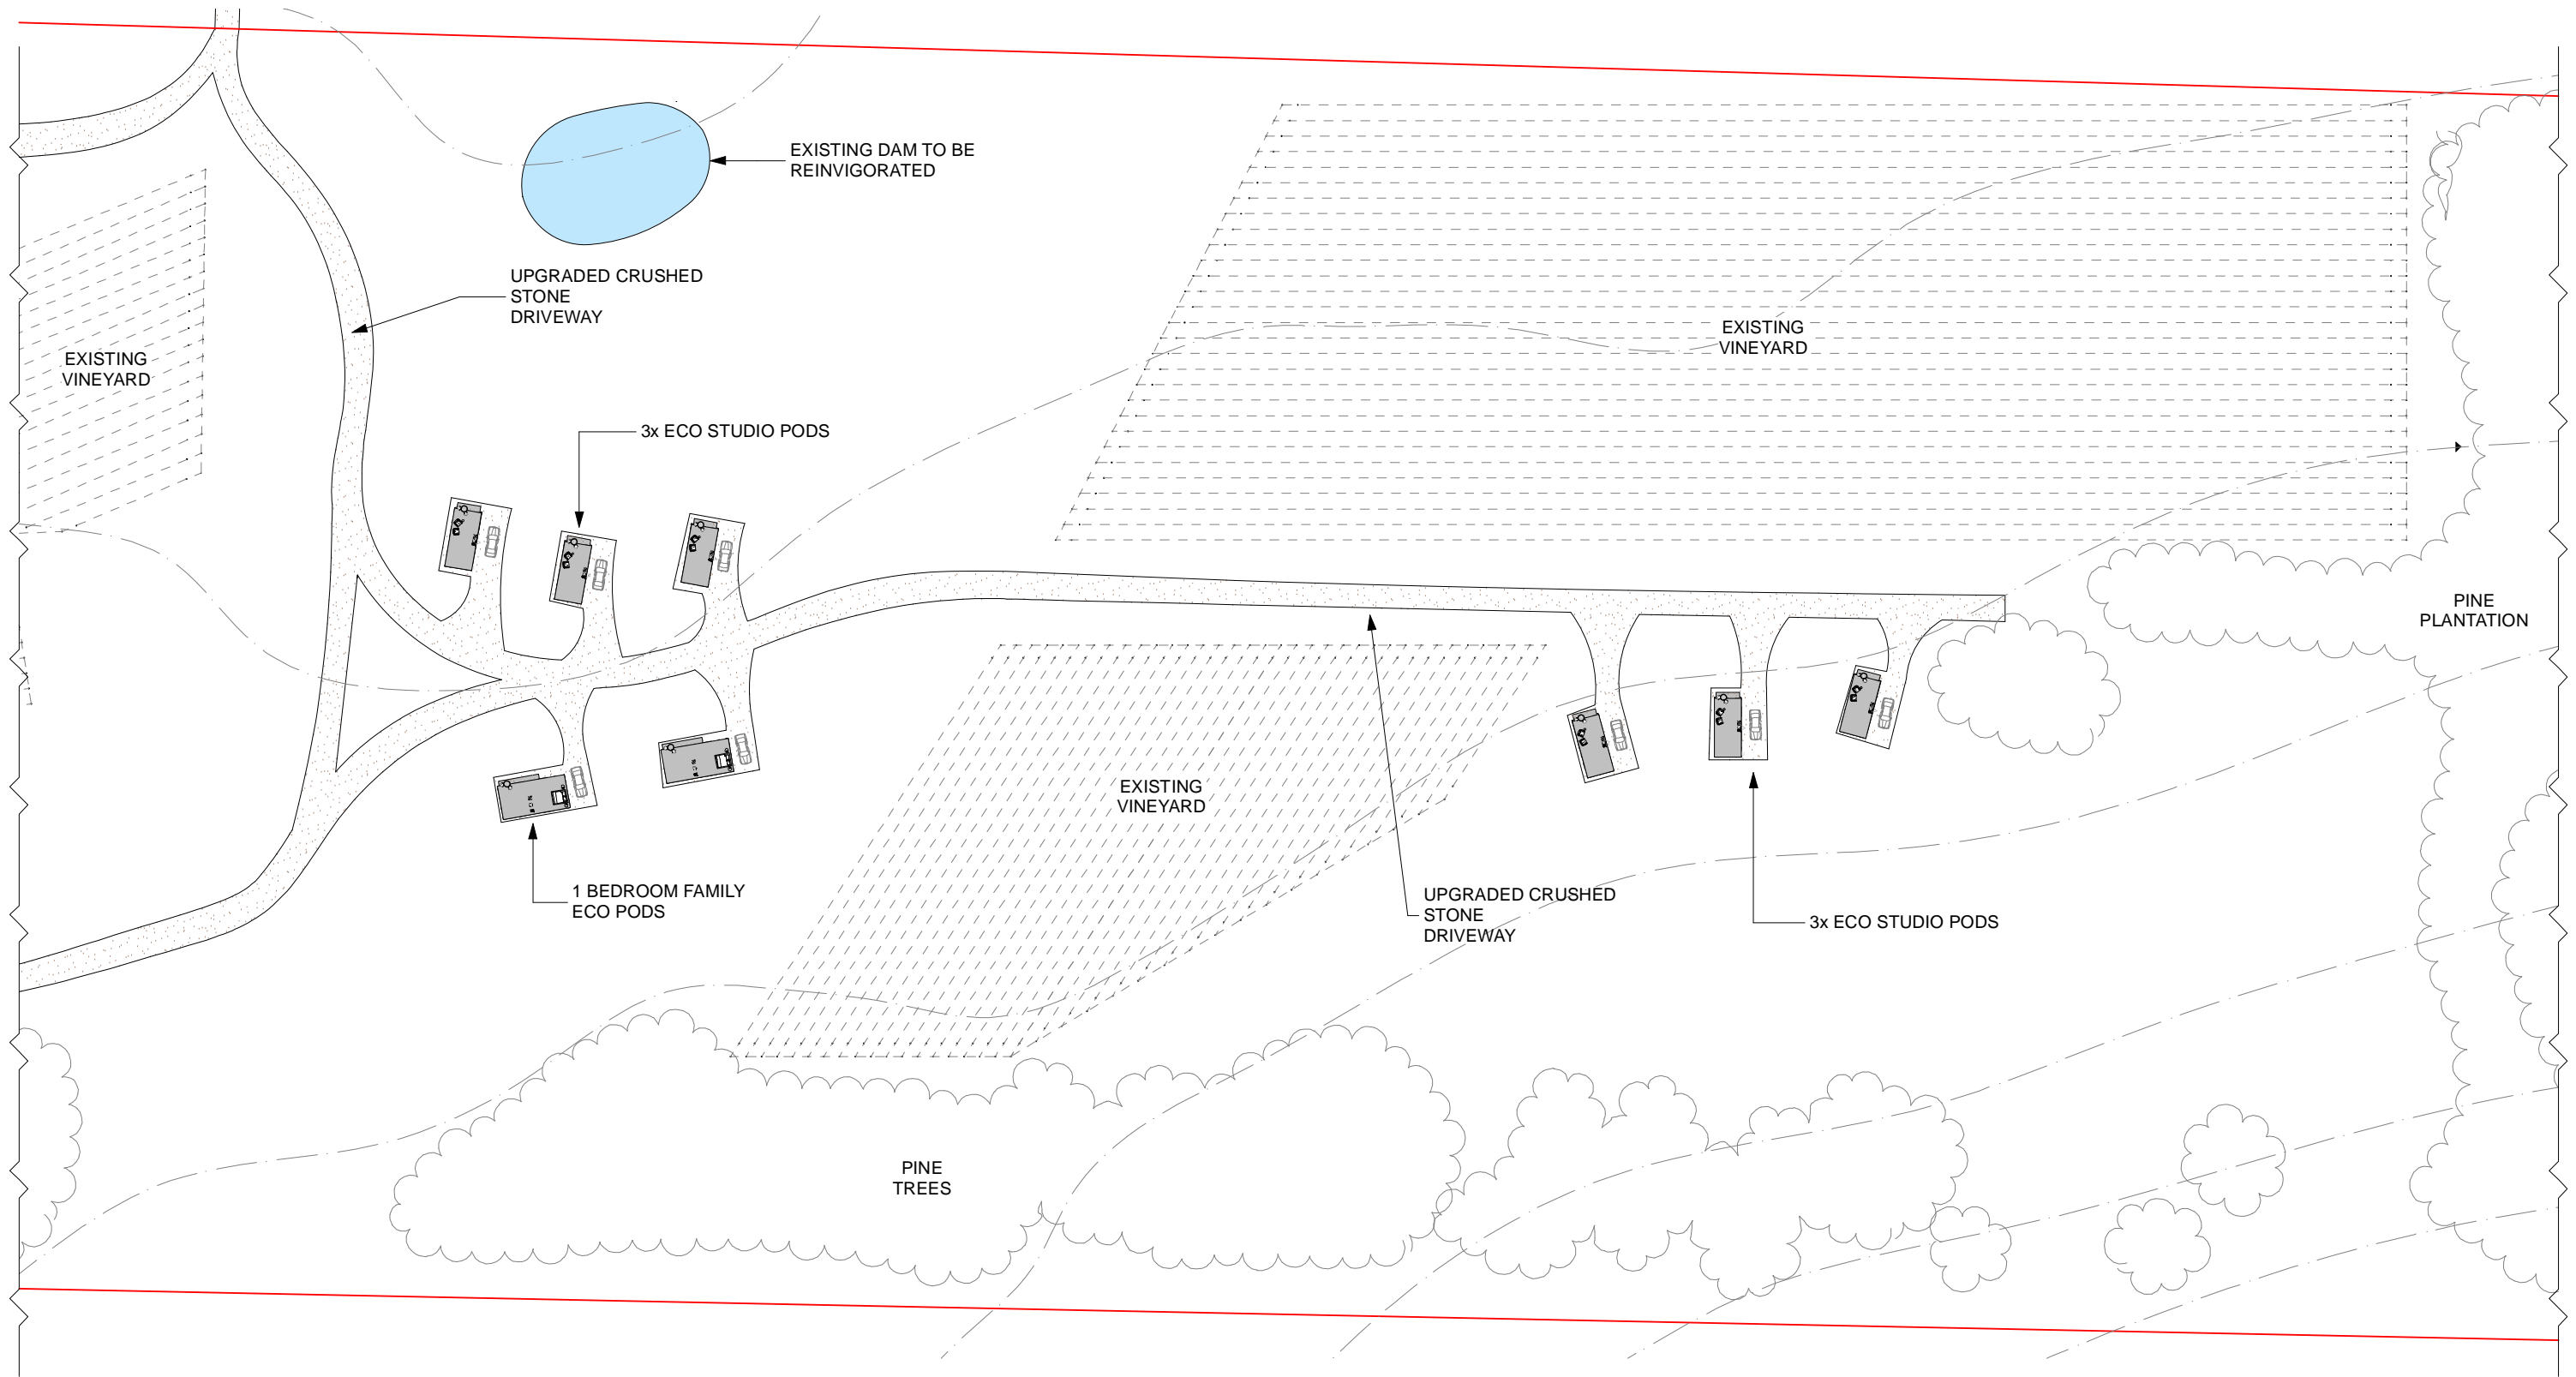 EXISTING DAM TO BE
REINVIGORATED
UPGRADED CRUSHED
STONE
DRIVEWAY
EXISTING
VINEYARD
EXISTING
VINEYARD
3x ECO STUDIO PODS
PINE
PLANTATION
EXISTING
VINEYARD
1 BEDROOM FAMILY
ECO PODS
UPGRADED CRUSHED
STONE
DRIVEWAY
3x ECO STUDIO PODS
PINE
TREES